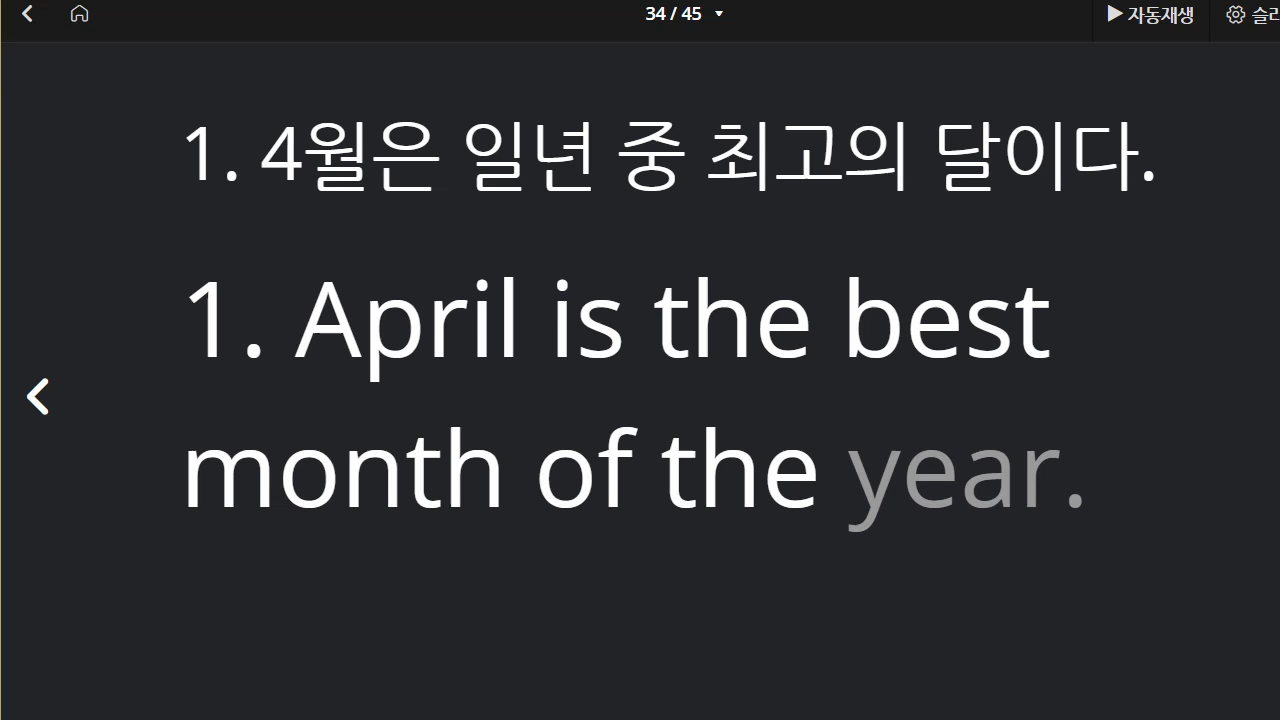 34 / 45
자동재생
1. 4월은 일년 중 최고의 달이다.
1. April is the best
month of the year.